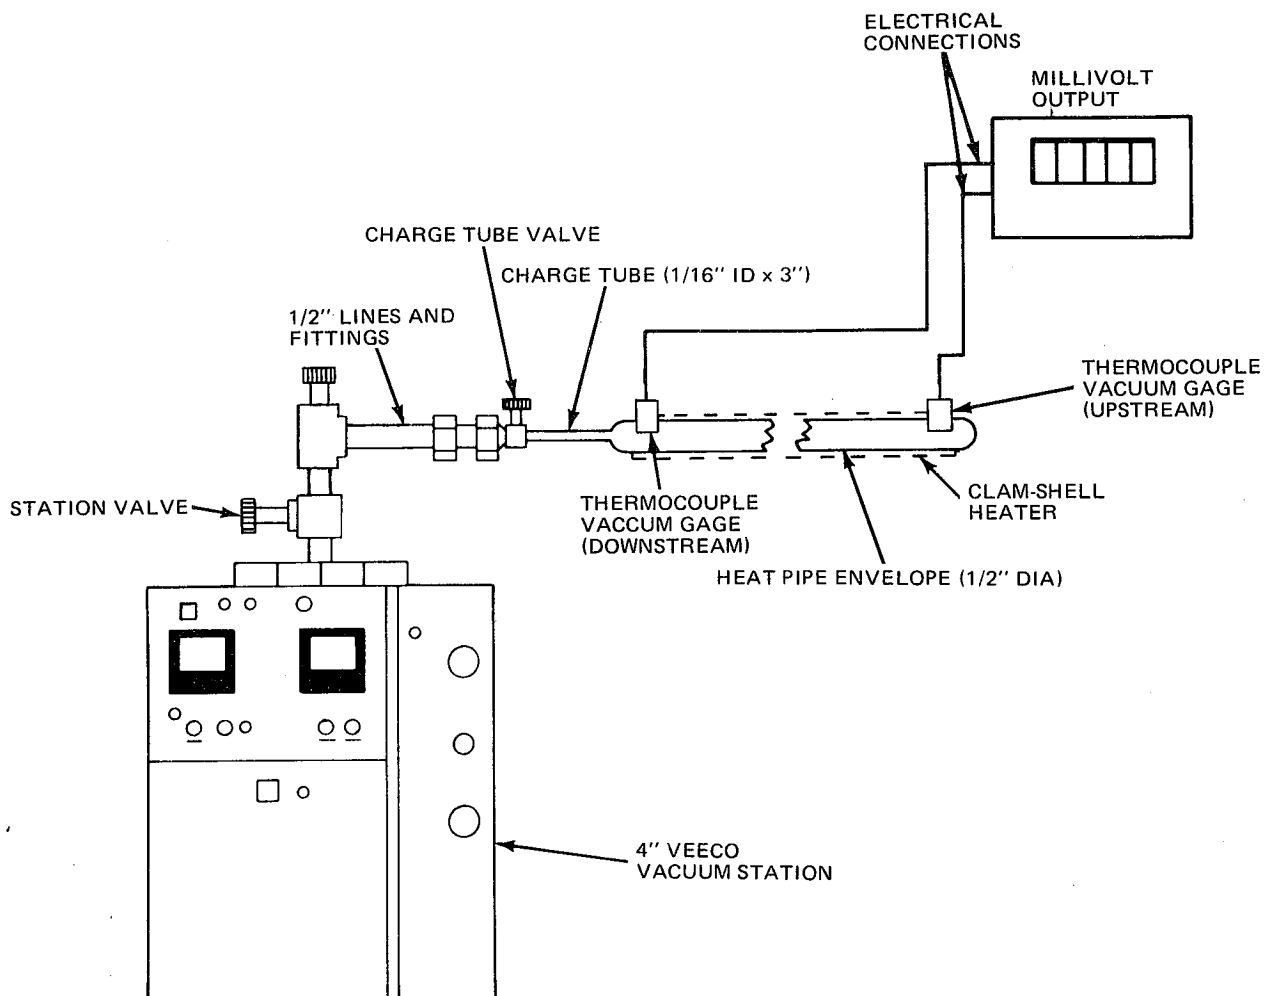 ELECTRICAL
CONNECTIONS
MILLIVOLT
OUTPUT
CHARGE TUBE VALVE
CHARGE TUBE (1/16" ID x 3")
1/2" LINES AND
FITTINGS
THERMOCOUPLE
VACUUM GAGE
(UPSTREAM)
STATION VALVE
THERMOCOUPLE
VACCUM GAGE
(DOWNSTREAM)
CLAM-SHELL
HEATER
HEAT PIPE ENVELOPE (1/2" DIA)
4" VEECO
VACUUM STATION